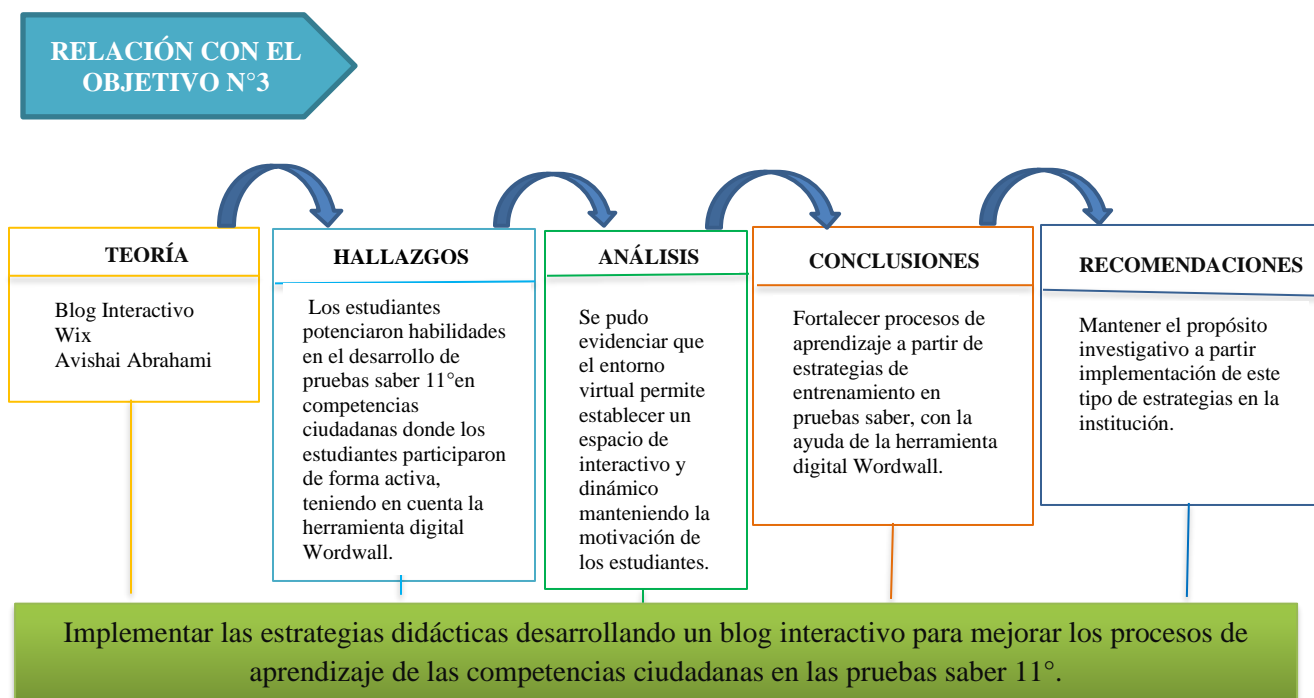 RELACIÓN CON EL
OBJETIVO N°3
TEORÍA
Blog Interactivo
Wix
Avishai Abrahami
HALLAZGOS
Los estudiantes
potenciaron habilidades
en el desarrollo de
pruebas saber 11°en
competencias
ciudadanas donde los
estudiantes participaron
de forma activa,
teniendo en cuenta la
herramienta digital
Wordwall.
ANÁLISIS
Se pudo
evidenciar que
el entorno
virtual permite
establecer un
espacio de
interactivo y
dinámico
manteniendo la
motivación de
los estudiantes.
CONCLUSIONES
Fortalecer procesos de
aprendizaje a partir de
estrategias de
entrenamiento en
pruebas saber, con la
ayuda de la herramienta
digital Wordwall.
RECOMENDACIONES
Mantener el propósito
investigativo a partir
implementación de este
tipo de estrategias en la
institución.
Implementar las estrategias didácticas desarrollando un blog interactivo para mejorar los procesos de
aprendizaje de las competencias ciudadanas en las pruebas saber 11°.